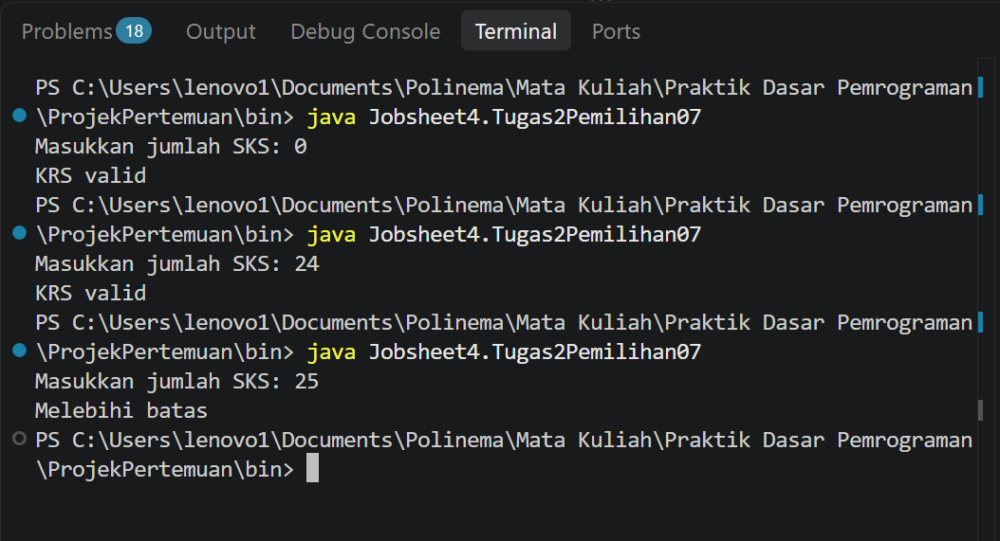 Problems 18 Output Debug Console Terminal Ports
PS C:\Users\lenovo1\Documents\Polinema\Mata Kuliah\Praktik Dasar Pemrograman
\ProjekPertemuan\bin> java Jobsheet4.Tugas2Pemilihan07
Masukkan jumlah SKS: 0
KRS valid
PS C:\Users\lenovo1\Documents\Polinema\Mata Kuliah\Praktik Dasar Pemrograman
\ProjekPertemuan\bin> java Jobsheet4.Tugas2Pemilihan07
Masukkan jumlah SKS: 24
KRS valid
PS C:\Users\lenovo1\Documents\Polinema\Mata Kuliah\Praktik Dasar Pemrograman
\ProjekPertemuan\bin> java Jobsheet4.Tugas2Pemilihan07
Masukkan jumlah SKS: 25
Melebihi batas
PS C:\Users\lenovo1\Documents\Polinema\Mata Kuliah\Praktik Dasar Pemrograman
\ProjekPertemuan\bin>